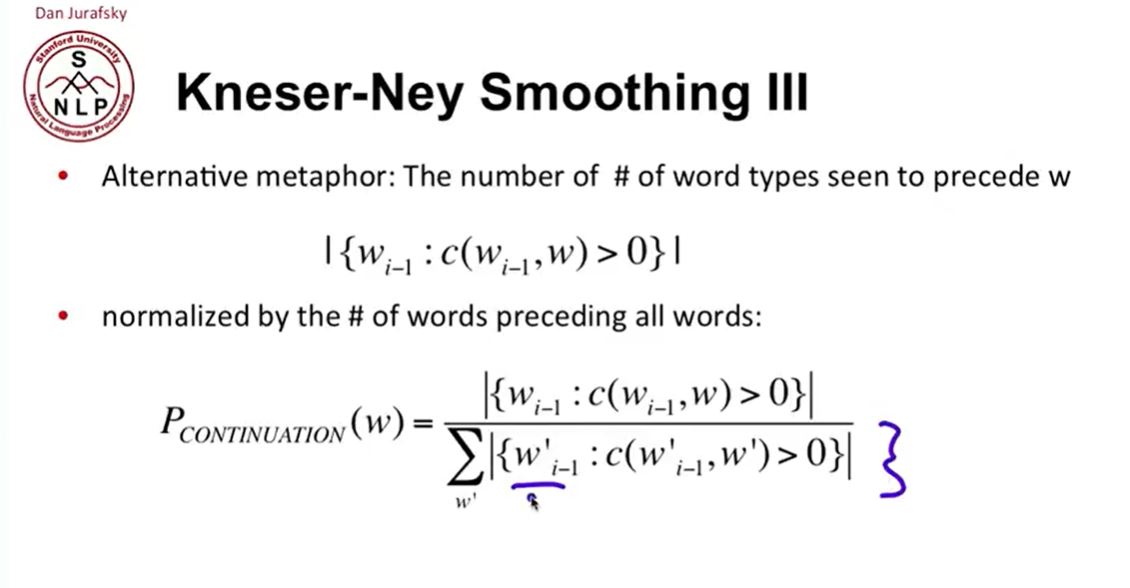 Dan Jurafsky
Stanford University
S
NLP
Natural Language Processing
Kneser-Ney Smoothing III
• Alternative metaphor: The number of # of word types seen to precede w
|{w_{i−1} : c(w_{i−1}, w) > 0}|
• normalized by the # of words preceding all words:
P_{CONTINUATION}(w) = |{w_{i−1} : c(w_{i−1}, w) > 0}| / ∑_{w'} |{w'_{i−1} : c(w'_{i−1}, w') > 0}|